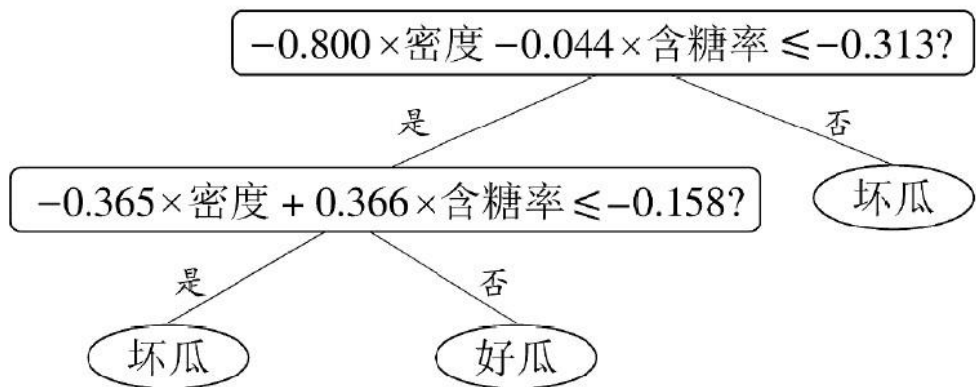 −0.800×密度 −0.044×含糖率 ≤−0.313?
是
否
−0.365×密度 + 0.366×含糖率≤−0.158?
坏瓜
是
否
坏瓜
好瓜